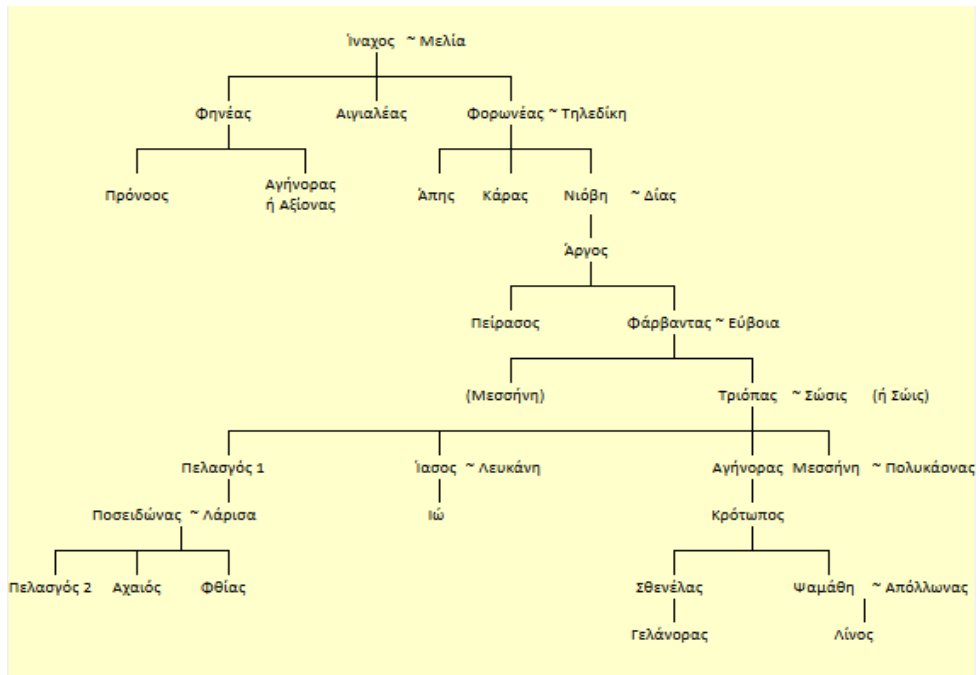 Ίναχος ~ Μελία
Φηνέας Αιγιαλέας Φορωνέας ~ Τηλεδίκη
Πρόνοος Αγήνορας ή Αξίονας Άπης Κάρας Νιόβη ~ Δίας
Άργος
Πείρασος Φάρβαντας ~ Εύβοια
(Μεσσήνη) Τριόπας ~ Σώσις (ή Σώις)
Πελασγός 1 Ίασος ~ Λευκάνη Αγήνορας Μεσσήνη ~ Πολυκάονας
Ποσειδώνας ~ Λάρισα Ιώ Κρότωπος
Πελασγός 2 Αχαιός Φθίας Σθενέλας Ψαμάθη ~ Απόλλωνας
Γελάνορας Λίνος